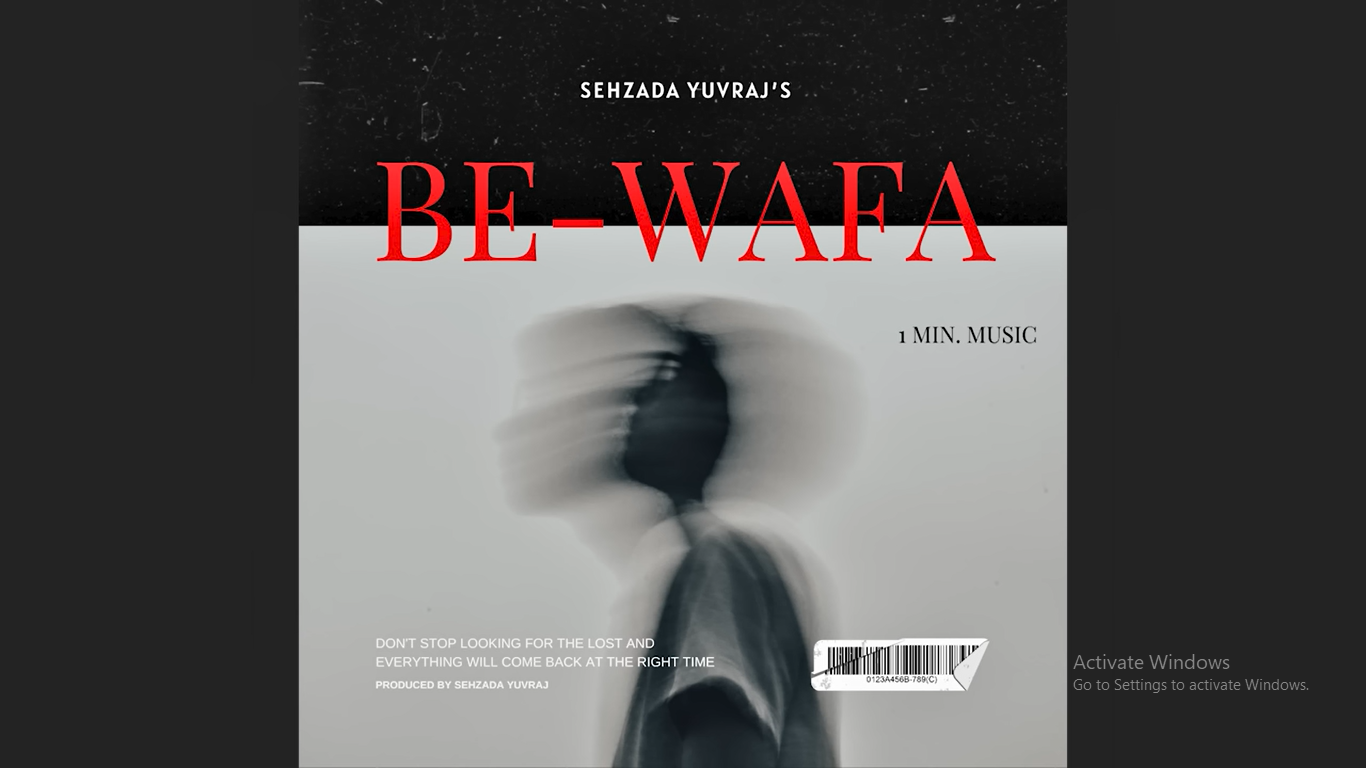 SEHZADA YUVRAJ'S
BE-WAFA
1 MIN. MUSIC
DON'T STOP LOOKING FOR THE LOST AND
EVERYTHING WILL COME BACK AT THE RIGHT TIME
PRODUCED BY SEHZADA YUVRAJ
0123A456B-789(C)
Activate Windows
Go to Settings to activate Windows.